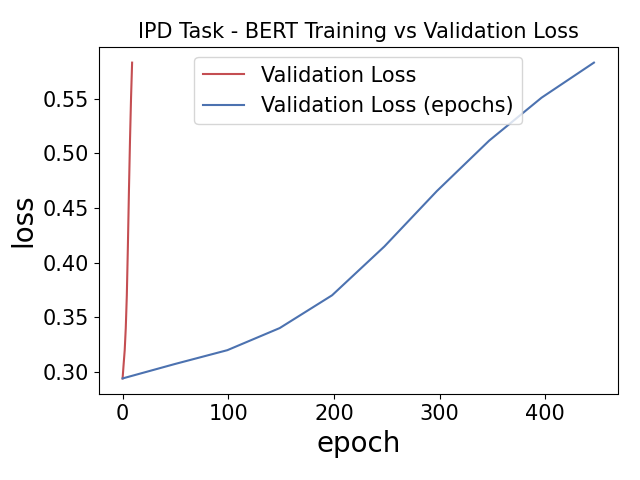 IPD Task - BERT Training vs Validation Loss
Validation Loss
Validation Loss (epochs)
loss
0.55
0.50
0.45
0.40
0.35
0.30
0 100 200 300 400
epoch